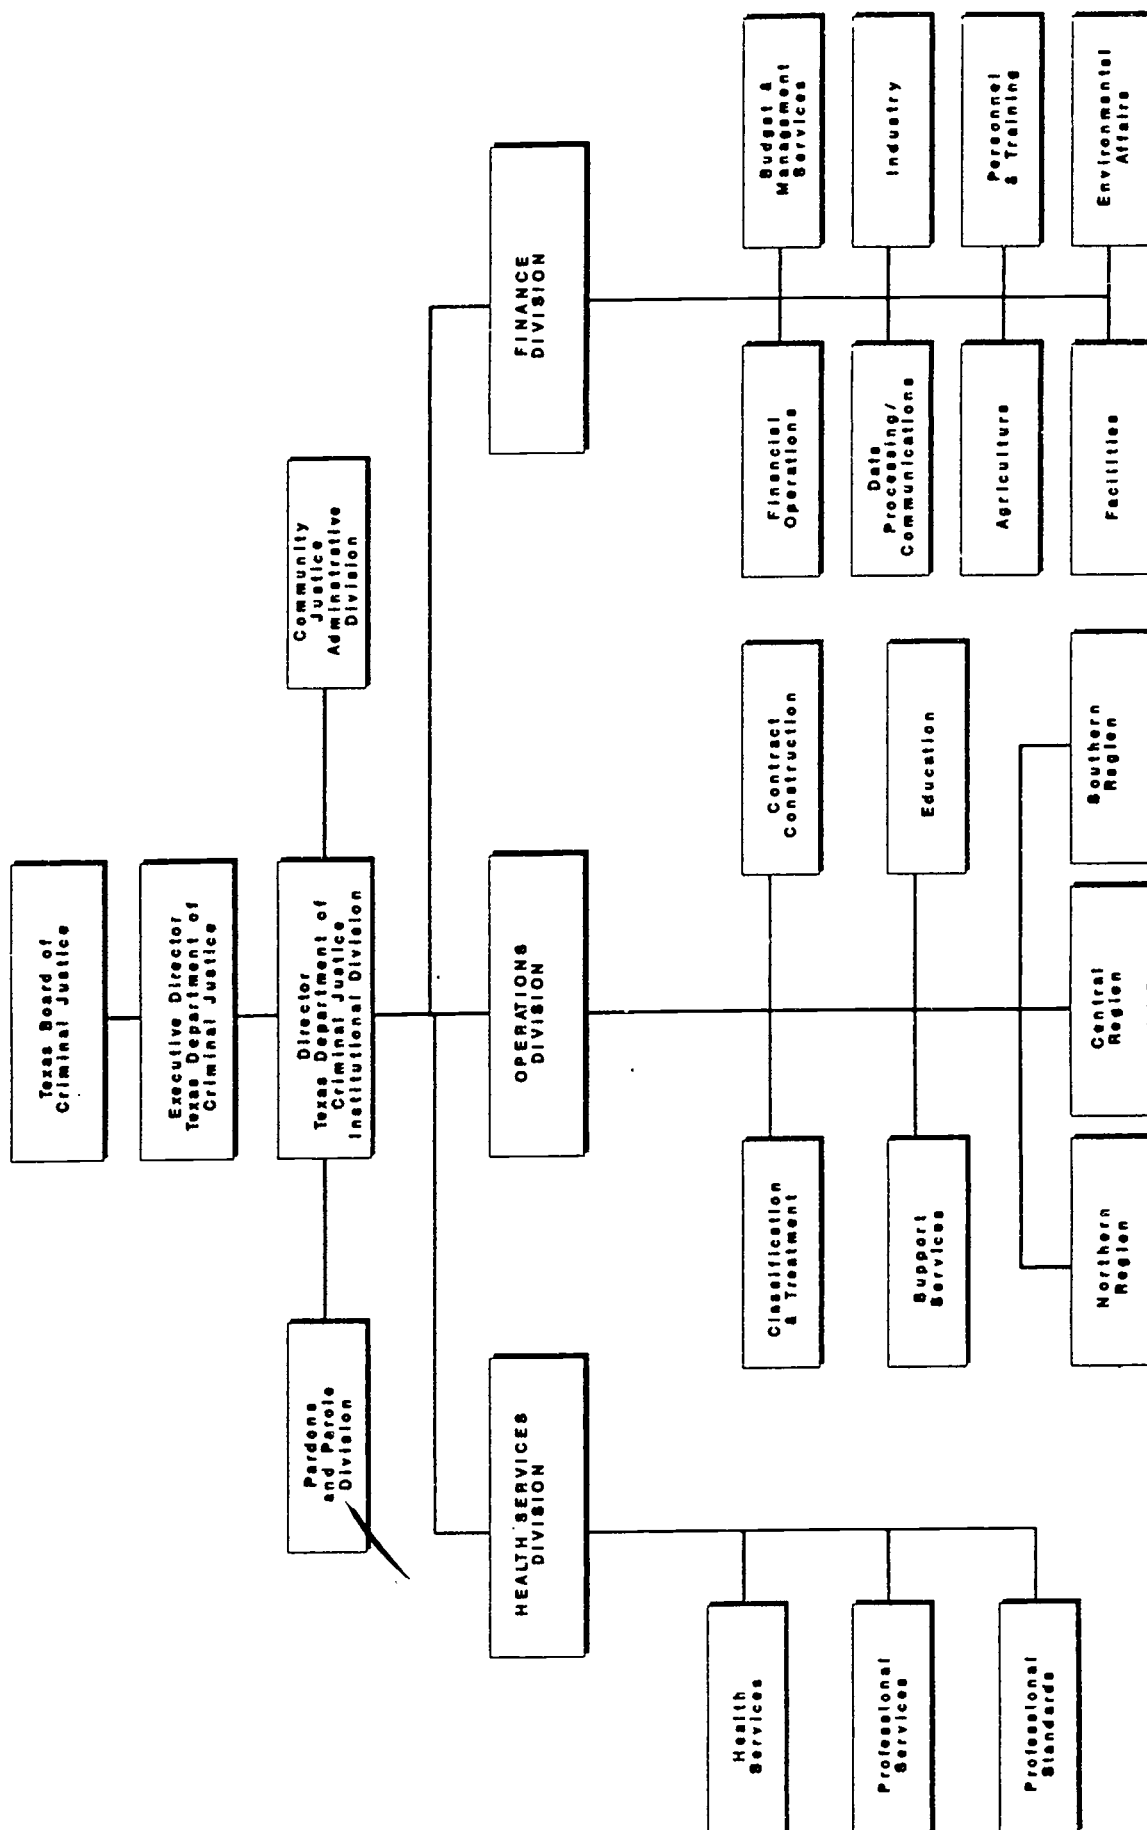 Texas Board of
Criminal Justice
Executive Director
Texas Department of
Criminal Justice
Pardons
and Parole
Division
Director
Texas Department of
Criminal Justice
Institutional Division
Community
Justice
Adminstrative
Division
HEALTH SERVICES
DIVISION
OPERATIONS
DIVISION
FINANCE
DIVISION
Health
Services
Professional
Services
Professional
Standards
Classification
& Treatment
Contract
Construction
Support
Services
Education
Northern
Region
Central
Region
Southern
Region
Financial
Operations
Budget &
Management
Services
Data
Processing/
Communications
Industry
Agriculture
Personnel
& Training
Facilities
Environmental
Affairs